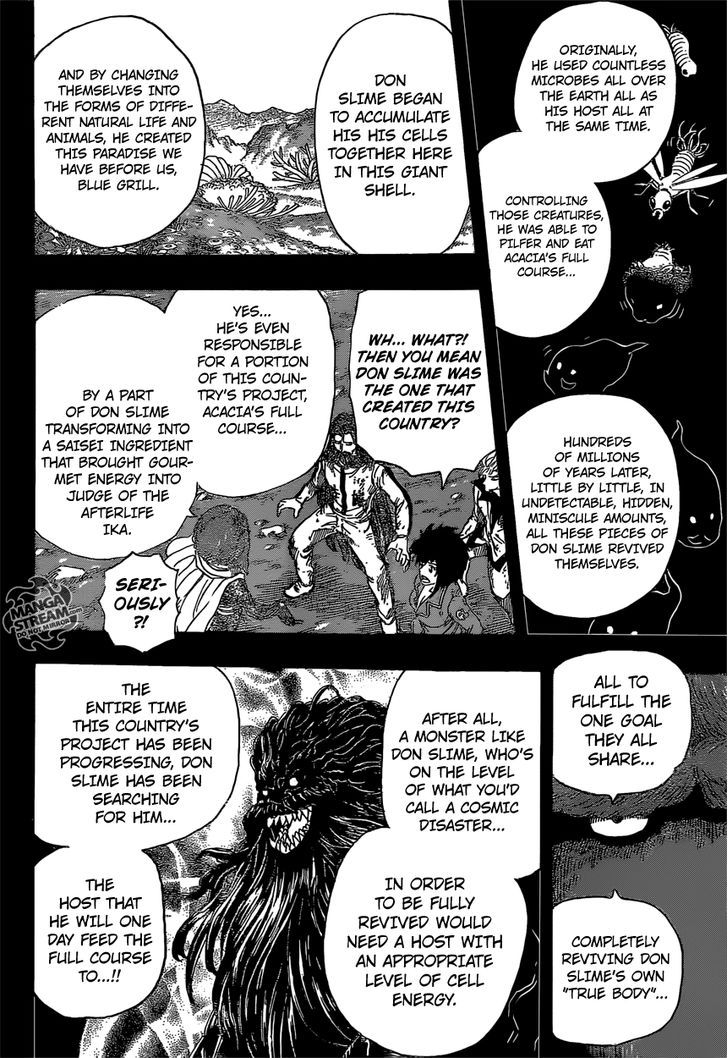 ORIGINALLY,
HE USED COUNTLESS
MICROBES ALL OVER
THE EARTH ALL AS
HIS HOST ALL AT
THE SAME TIME.
CONTROLLING
THOSE CREATURES,
HE WAS ABLE TO
PILFER AND EAT
ACACIA'S FULL
COURSE...
HUNDREDS
OF MILLIONS
OF YEARS LATER,
LITTLE BY LITTLE, IN
UNDETECTABLE, HIDDEN,
MINISCULE AMOUNTS,
ALL THESE PIECES OF
DON SLIME REVIVED
THEMSELVES.
DON
SLIME BEGAN
TO ACCUMULATE
HIS HIS CELLS
TOGETHER HERE
IN THIS GIANT
SHELL.
AND BY CHANGING
THEMSELVES INTO
THE FORMS OF DIFFE-
RENT NATURAL LIFE AND
ANIMALS, HE CREATED
THIS PARADISE WE
HAVE BEFORE US,
BLUE GRILL.
WH... WHAT?!
THEN YOU MEAN
DON SLIME WAS
THE ONE THAT
CREATED THIS
COUNTRY?
YES...
HE'S EVEN
RESPONSIBLE
FOR A PORTION
OF THIS COUN-
TRY'S PROJECT,
ACACIA'S FULL
COURSE...
BY A PART
OF DON SLIME
TRANSFORMING INTO
A SAISEI INGREDIENT
THAT BROUGHT GOUR-
MET ENERGY INTO
JUDGE OF THE
AFTERLIFE
IKA.
SERI-
OUSLY
?!
MANGA
STREAM.com
DO NOT MIRROR
ALL TO
FULFILL THE
ONE GOAL
THEY ALL
SHARE...
COMPLETELY
REVIVING DON
SLIME'S OWN
"TRUE BODY"...
AFTER ALL,
A MONSTER LIKE
DON SLIME, WHO'S
ON THE LEVEL
OF WHAT YOU'D
CALL A COSMIC
DISASTER...
IN ORDER
TO BE FULLY
REVIVED WOULD
NEED A HOST WITH
AN APPROPRIATE
LEVEL OF CELL
ENERGY.
THE
ENTIRE TIME
THIS COUNTRY'S
PROJECT HAS BEEN
PROGRESSING, DON
SLIME HAS BEEN
SEARCHING
FOR HIM...
THE
HOST THAT
HE WILL ONE
DAY FEED THE
FULL COURSE
TO...!!